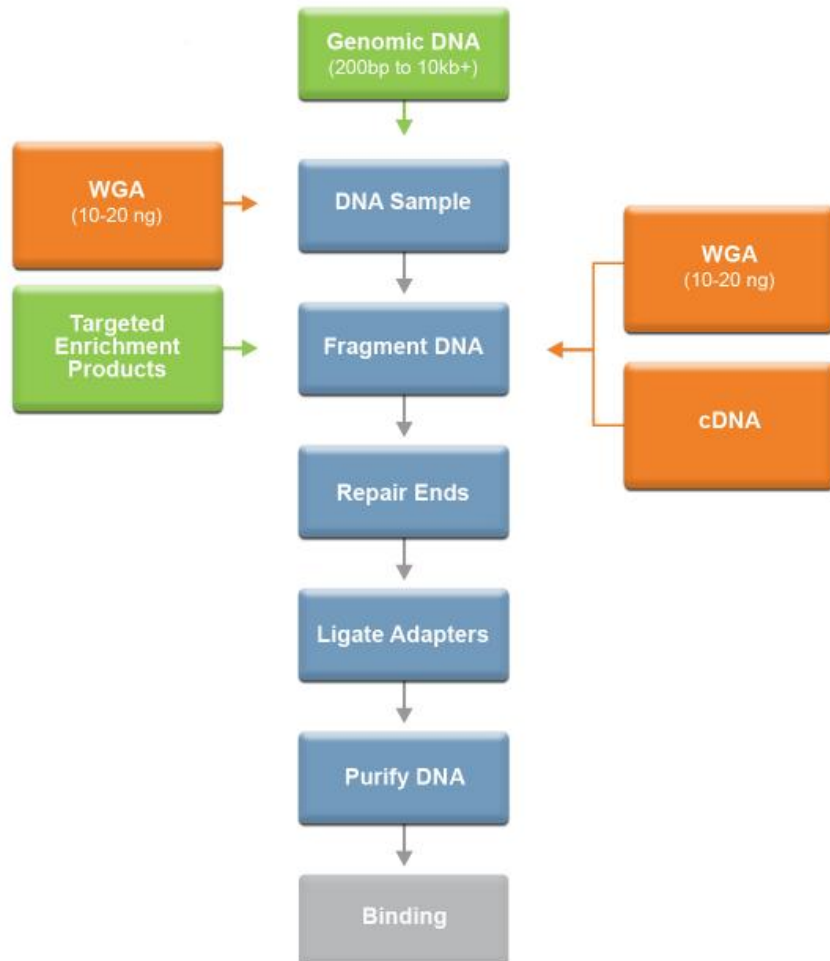 Genomic DNA
(200bp to 10kb+)
WGA
(10-20 ng)
DNA Sample
WGA
(10-20 ng)
Targeted
Enrichment
Products
Fragment DNA
cDNA
Repair Ends
Ligate Adapters
Purify DNA
Binding